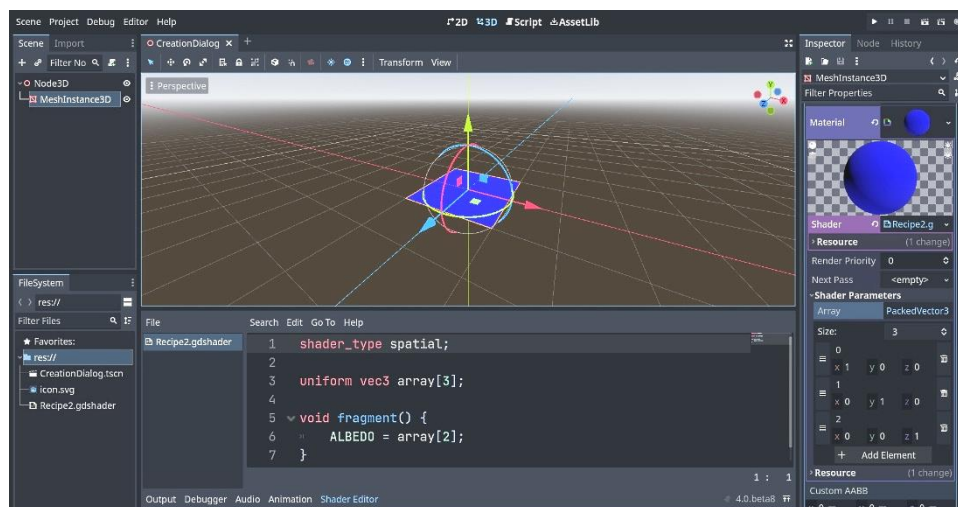 Scene Project Debug Editor Help
2D 3D Script AssetLib
Scene Import
Filter No
Node3D
MeshInstance3D
CreationDialog
Transform View
Perspective
Y
X
Z
FileSystem
res://
Filter Files
Favorites:
res://
CreationDialog.tscn
icon.svg
Recipe2.gdshader
File Search Edit Go To Help
Recipe2.gdshader
1 shader_type spatial;
2
3 uniform vec3 array[3];
4
5 void fragment() {
6 ALBEDO = array[2];
7 }
1 : 1
Output Debugger Audio Animation Shader Editor
4.0.beta8
Inspector Node History
MeshInstance3D
Filter Properties
Material
Shader Recipe2.g
Resource (1 change)
Render Priority 0
Next Pass <empty>
Shader Parameters
Array PackedVector3
Size: 3
0
x 1 y 0 z 0
1
x 0 y 1 z 0
2
x 0 y 0 z 1
+ Add Element
Resource (1 change)
Custom AABB